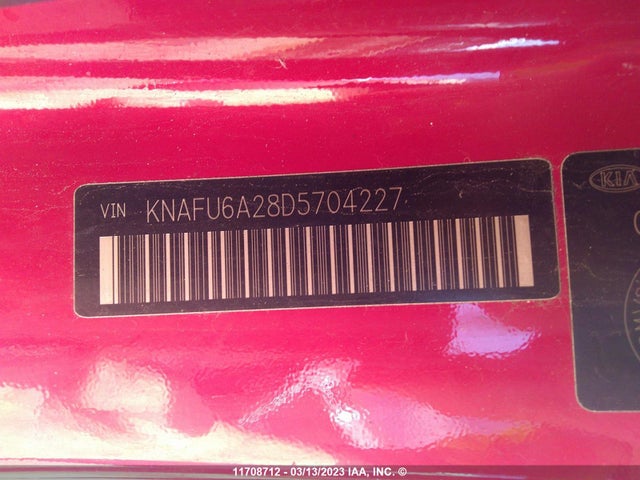 VIN KNAFU6A28D5704227
KIA
11708712 - 03/13/2023 IAA, INC. ©